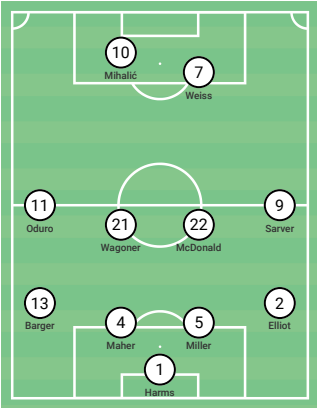 10
Mihalić
7
Weiss
11
Oduro
21
Wagoner
22
McDonald
9
Sarver
13
Barger
4
Maher
5
Miller
2
Elliot
1
Harms